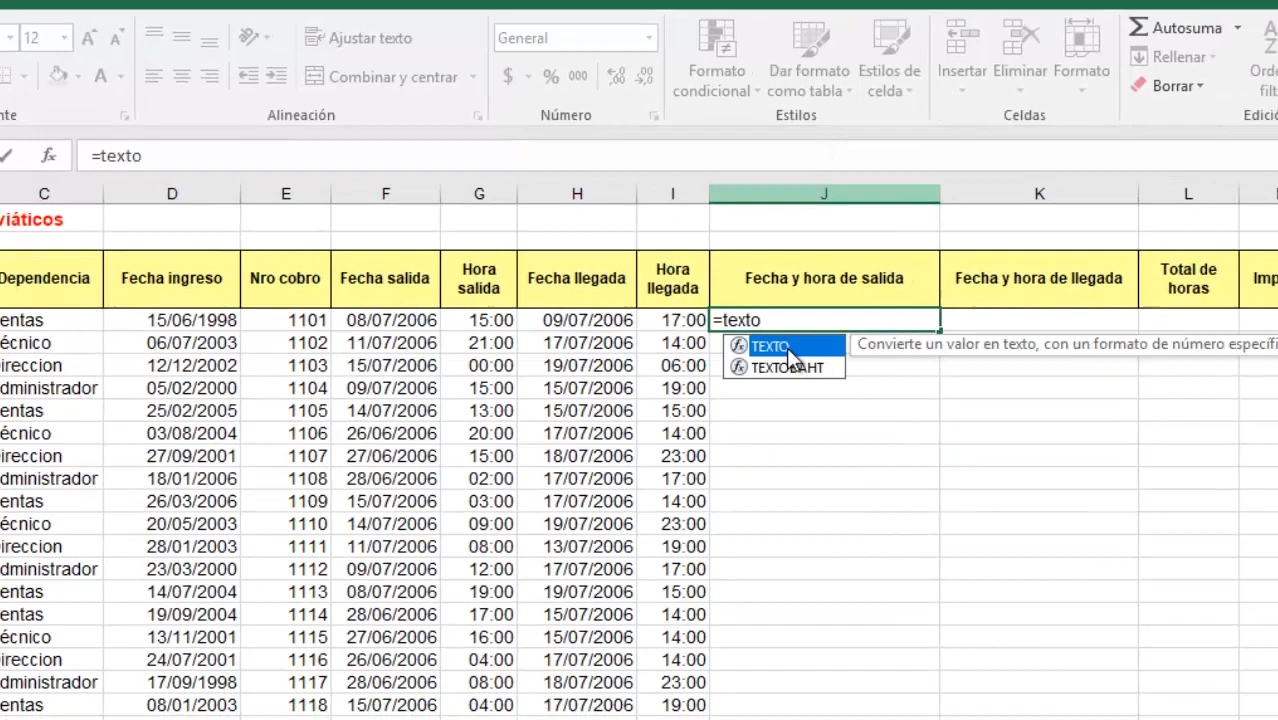 12 A A Ajustar texto General Autosuma
Formato condicional Dar formato como tabla Estilos de celda Insertar Eliminar Formato Rellenar
A Combinar y centrar $ % 000 Borrar
nte Alineación Número Estilos Celdas Edició
fx =texto
C D E F G H I J K L
viáticos
Dependencia Fecha ingreso Nro cobro Fecha salida Hora salida Fecha llegada Hora llegada Fecha y hora de salida Fecha y hora de llegada Total de horas Imp
entas 15/06/1998 1101 08/07/2006 15:00 09/07/2006 17:00 =texto
écnico 06/07/2003 1102 11/07/2006 21:00 17/07/2006 14:00 TEXTO Convierte un valor en texto, con un formato de número específi
Direccion 12/12/2002 1103 15/07/2006 00:00 19/07/2006 06:00
dministrador 05/02/2000 1104 09/07/2006 15:00 15/07/2006 19:00
entas 25/02/2005 1105 14/07/2006 13:00 15/07/2006 15:00
écnico 03/08/2004 1106 26/06/2006 20:00 17/07/2006 14:00
Direccion 27/09/2001 1107 27/06/2006 15:00 18/07/2006 23:00
dministrador 18/01/2006 1108 28/06/2006 02:00 17/07/2006 17:00
entas 26/03/2006 1109 15/07/2006 03:00 17/07/2006 14:00
écnico 20/05/2003 1110 14/07/2006 09:00 19/07/2006 23:00
Direccion 28/01/2003 1111 11/07/2006 08:00 13/07/2006 19:00
dministrador 23/03/2000 1112 09/07/2006 12:00 17/07/2006 17:00
entas 14/07/2004 1113 08/07/2006 19:00 19/07/2006 15:00
entas 19/09/2004 1114 28/06/2006 17:00 15/07/2006 14:00
écnico 13/11/2001 1115 27/06/2006 16:00 15/07/2006 14:00
Direccion 24/07/2001 1116 26/06/2006 04:00 17/07/2006 14:00
dministrador 17/09/1998 1117 28/06/2006 08:00 18/07/2006 23:00
entas 08/01/2003 1118 15/07/2006 04:00 17/07/2006 19:00